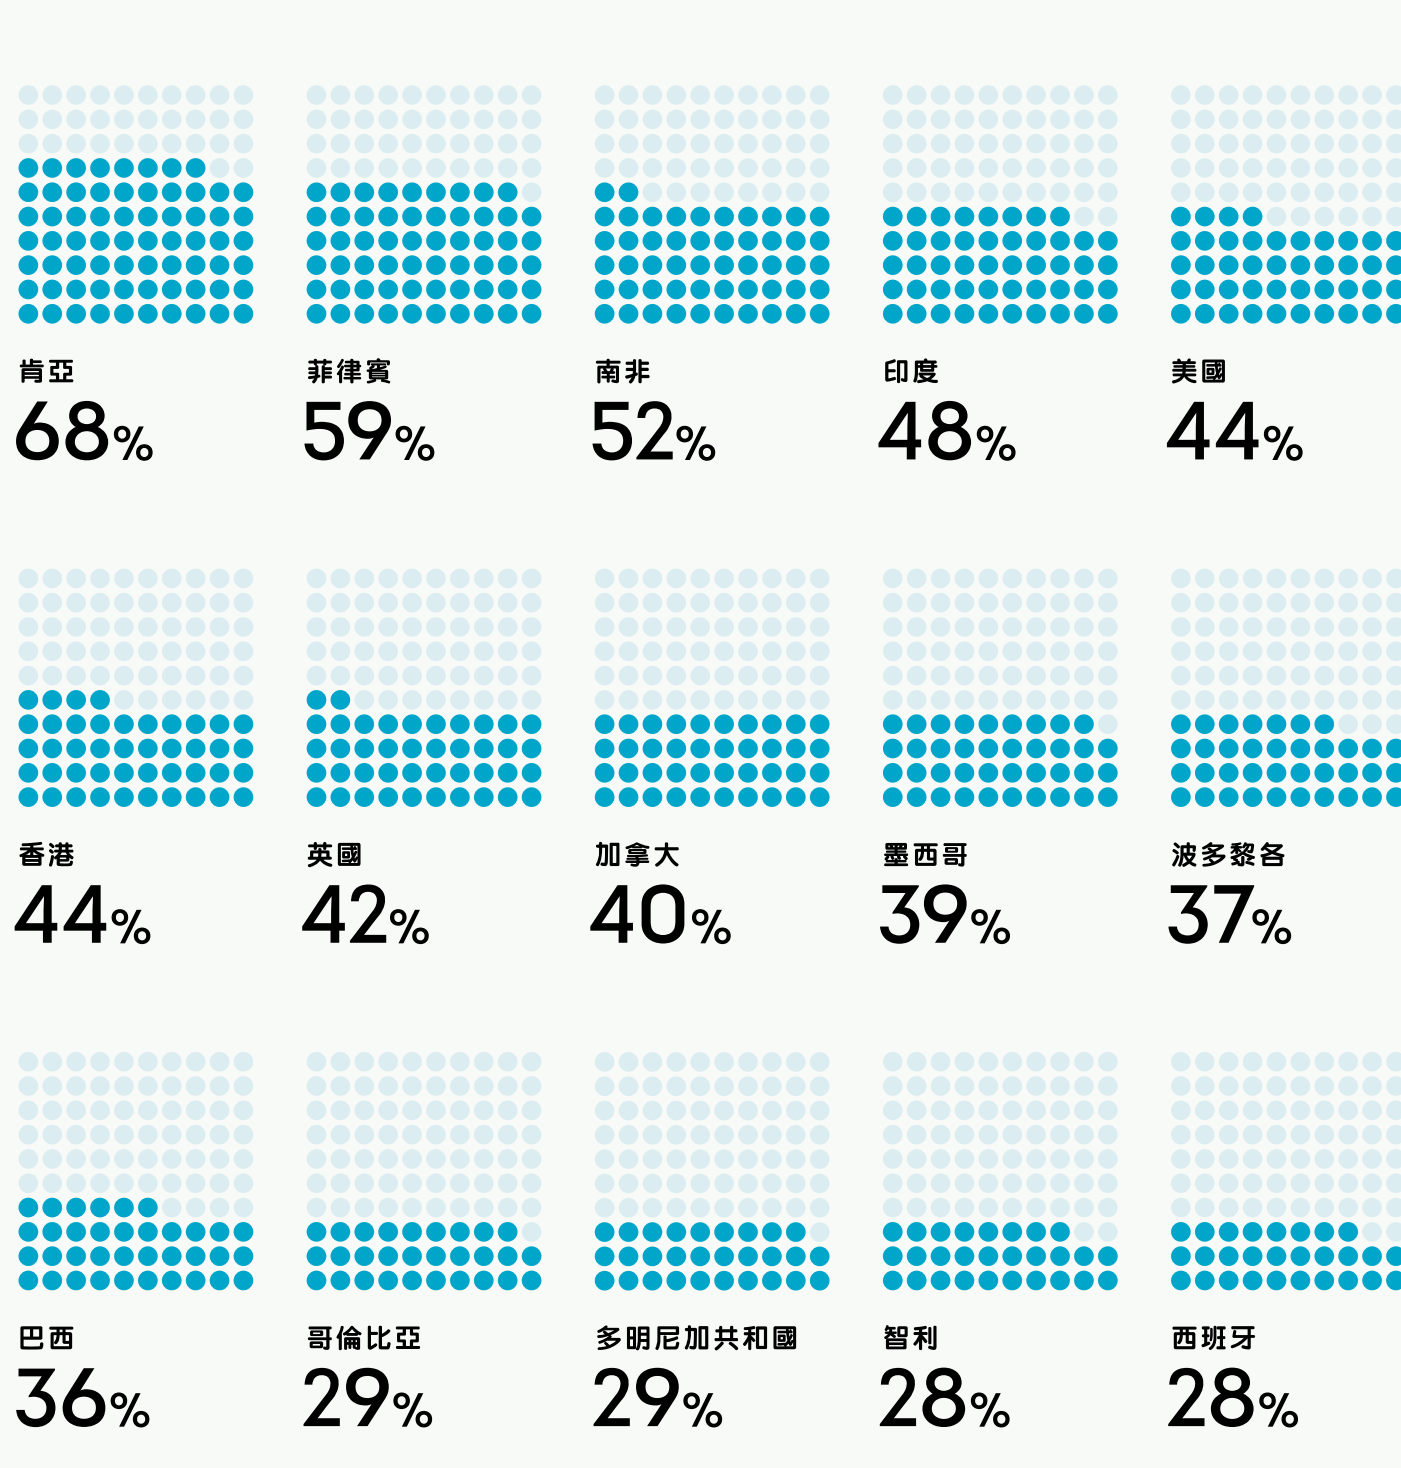 肯亞
68%
菲律賓
59%
南非
52%
印度
48%
美國
44%
香港
44%
英國
42%
加拿大
40%
墨西哥
39%
波多黎各
37%
巴西
36%
哥倫比亞
29%
多明尼加共和國
29%
智利
28%
西班牙
28%